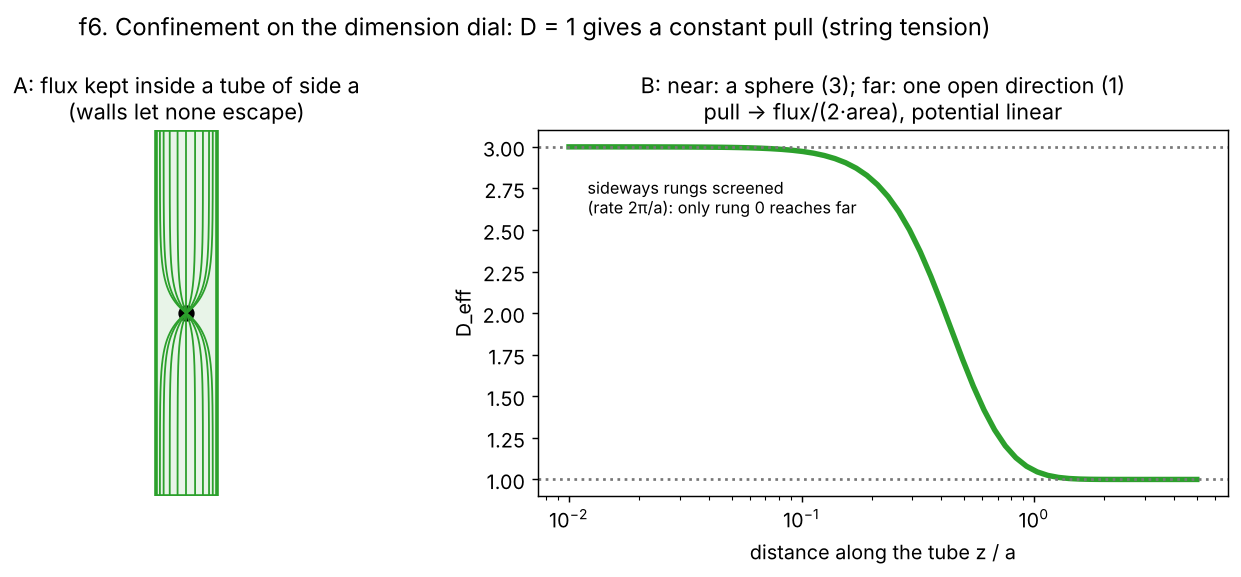 f6. Confinement on the dimension dial: D = 1 gives a constant pull (string tension)
A: flux kept inside a tube of side a
(walls let none escape)
B: near: a sphere (3); far: one open direction (1)
pull → flux/(2·area), potential linear
3.00
2.75
2.50
2.25
2.00
1.75
1.50
1.25
1.00
D_eff
sideways rungs screened
(rate 2π/a): only rung 0 reaches far
10⁻²
10⁻¹
10⁰
distance along the tube z / a